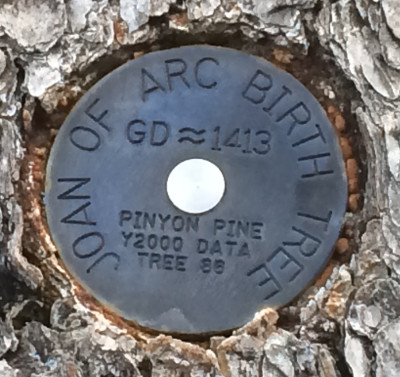 JOAN OF ARC BIRTH TREE
GD≈1413
PINYON PINE
Y2000 DATA
TREE 86